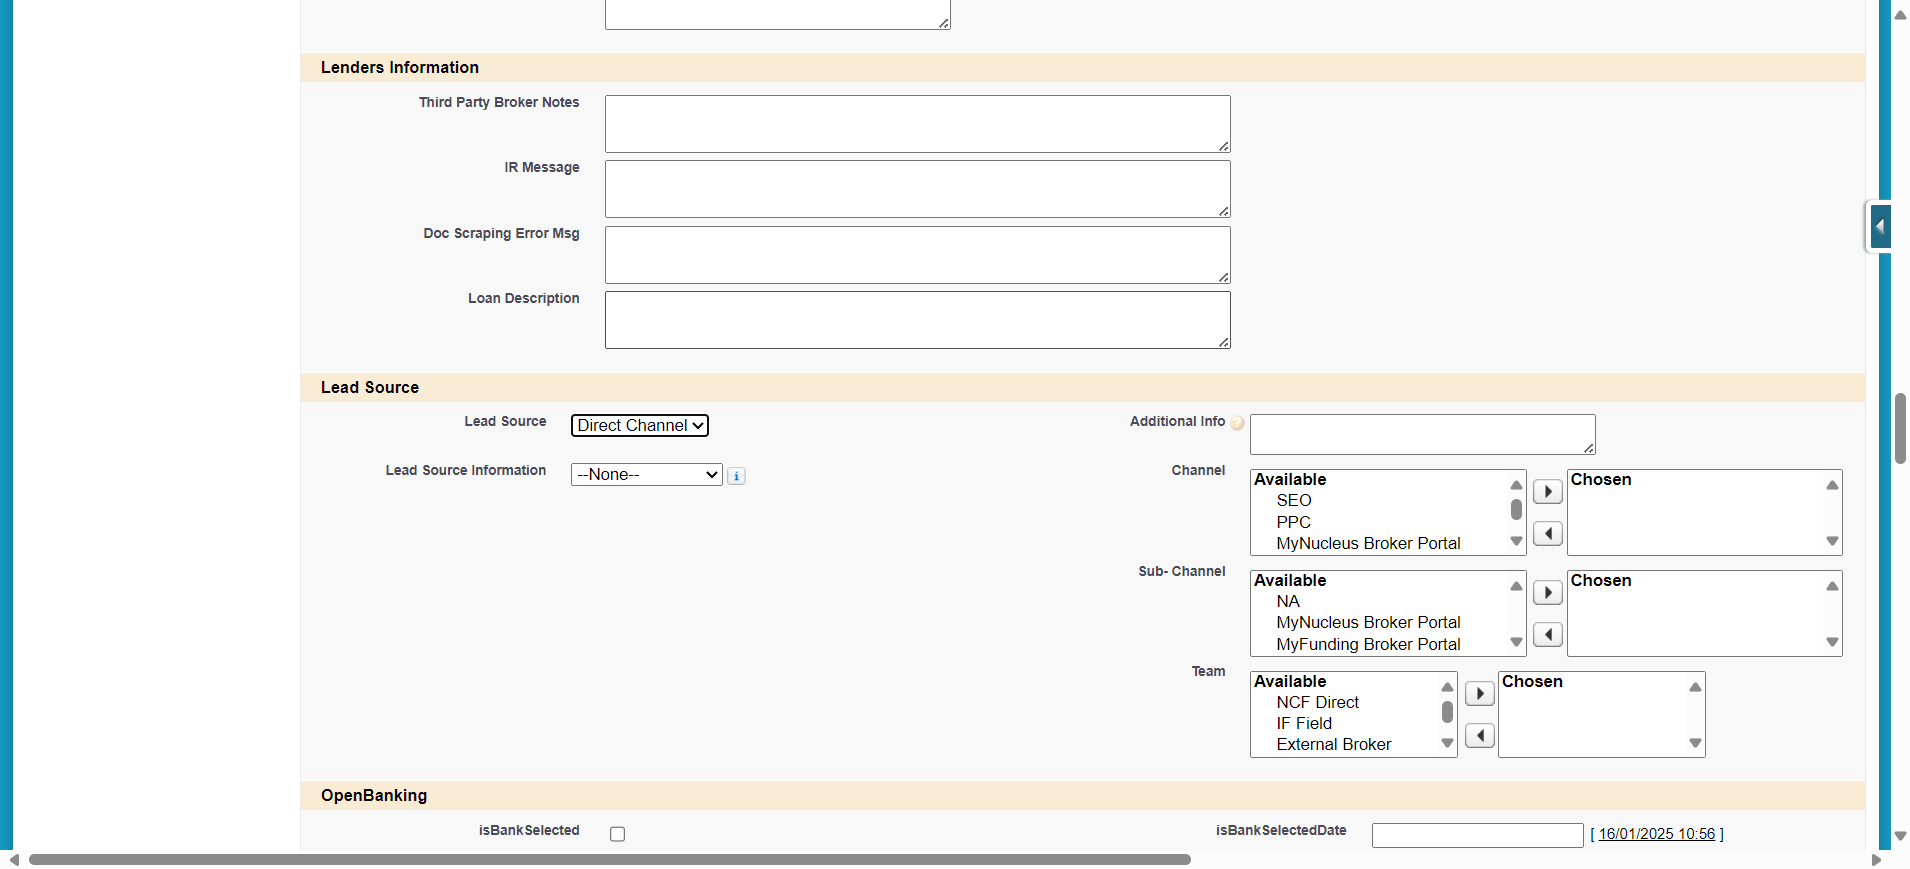 Lenders Information
Third Party Broker Notes
IR Message
Doc Scraping Error Msg
Loan Description
Lead Source
Lead Source
Direct Channel
Additional Info
?
Lead Source Information
--None--
i
Channel
Available
SEO
PPC
MyNucleus Broker Portal
Chosen
Sub- Channel
Available
NA
MyNucleus Broker Portal
MyFunding Broker Portal
Chosen
Team
Available
NCF Direct
IF Field
External Broker
Chosen
OpenBanking
isBankSelected
isBankSelectedDate
[ 16/01/2025 10:56 ]